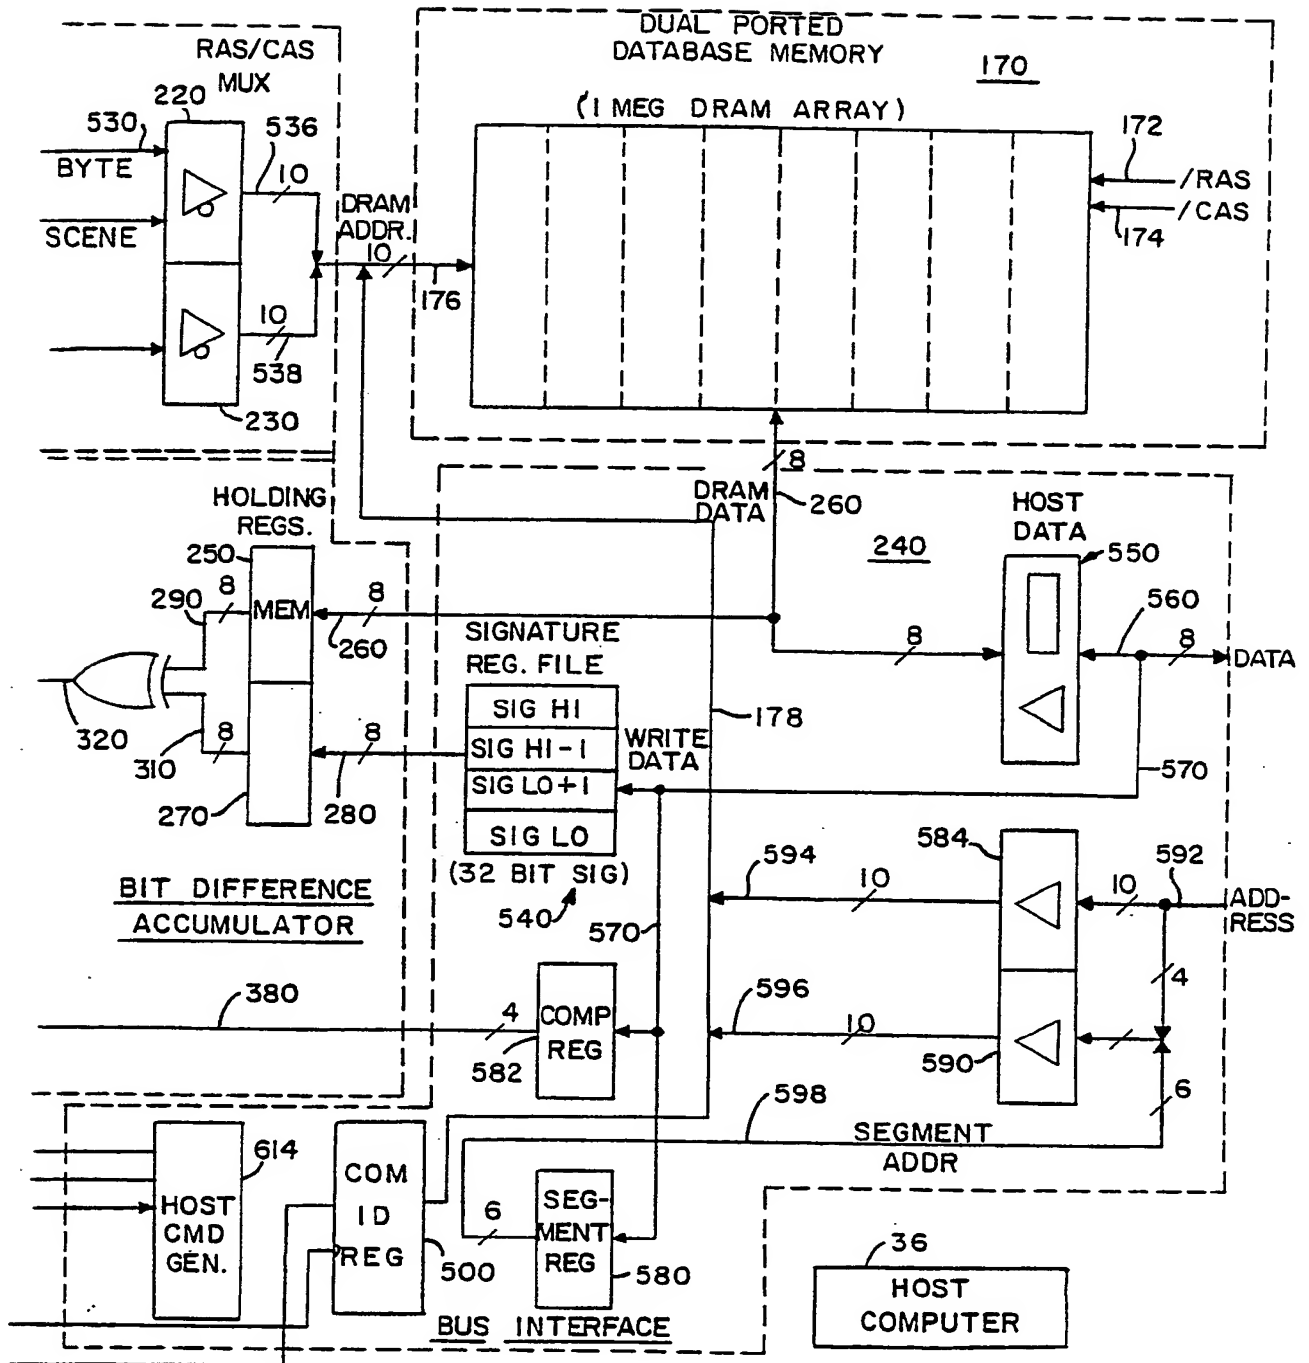 DUAL PORTED
DATABASE MEMORY
170
(1 MEG DRAM ARRAY)
RAS/CAS
MUX
220
530
536
BYTE
10
SCENE
DRAM
ADDR.
10
176
172
/RAS
/CAS
174
10
538
230
8
DRAM
DATA
260
HOLDING
REGS.
250
290
8
MEM
8
260
HOST
DATA
240
550
560
8
8
DATA
SIGNATURE
REG. FILE
SIG HI
SIG HI-1
SIG LO+1
SIG LO
(32 BIT SIG)
540
WRITE
DATA
178
570
320
310
8
8
270
280
BIT DIFFERENCE
ACCUMULATOR
584
592
594
10
10
ADD-
RESS
570
4
380
4
COMP
REG
582
596
10
590
6
598
SEGMENT
ADDR
614
HOST
CMD
GEN.
COM
ID
REG
500
6
SEG-
MENT
REG
580
BUS INTERFACE
36
HOST
COMPUTER